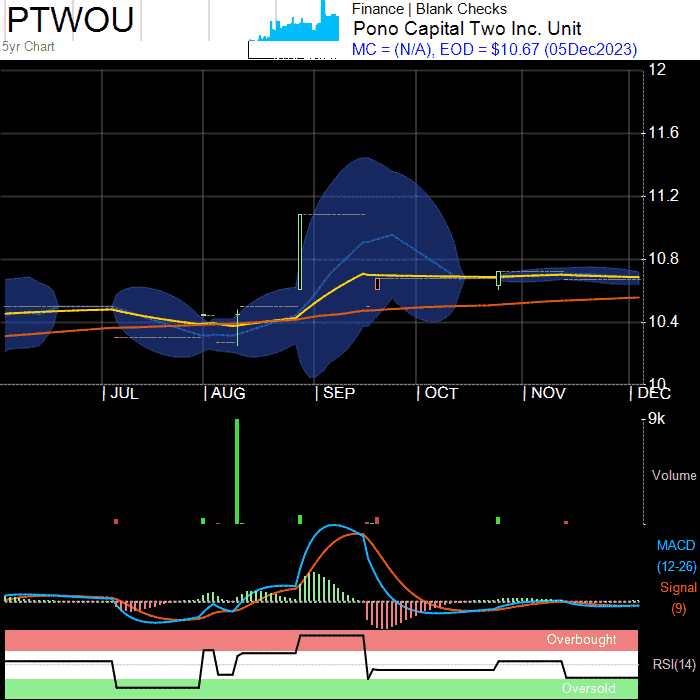 PTWOU
5yr Chart
Finance | Blank Checks
Pono Capital Two Inc. Unit
MC = (N/A), EOD = $10.67 (05Dec2023)
12
11.6
11.2
10.8
10.4
10
JUL
AUG
SEP
OCT
NOV
DEC
9k
Volume
MACD
(12-26)
Signal
(9)
Overbought
RSI(14)
Oversold